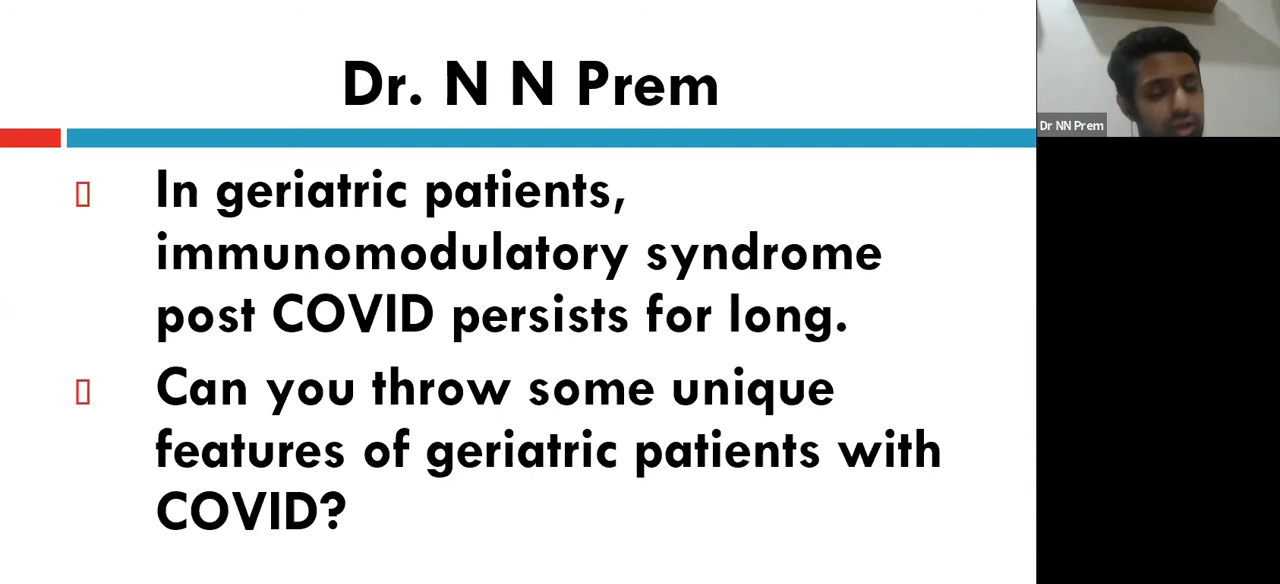 Dr. N N Prem
Dr NN Prem
In geriatric patients,
immunomodulatory syndrome
post COVID persists for long.
Can you throw some unique
features of geriatric patients with
COVID?